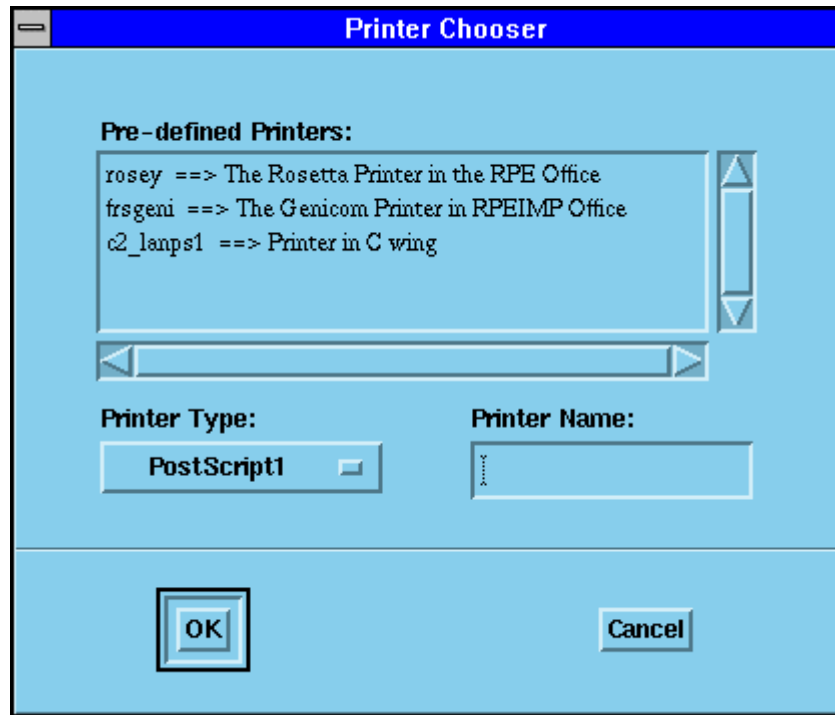 Printer Chooser
Pre-defined Printers:
rosey ==> The Rosetta Printer in the RPE Office
frsgeni ==> The Genicom Printer in RPEIMP Office
c2_lanps1 ==> Printer in C wing
Printer Type: Printer Name:
PostScript1
OK Cancel